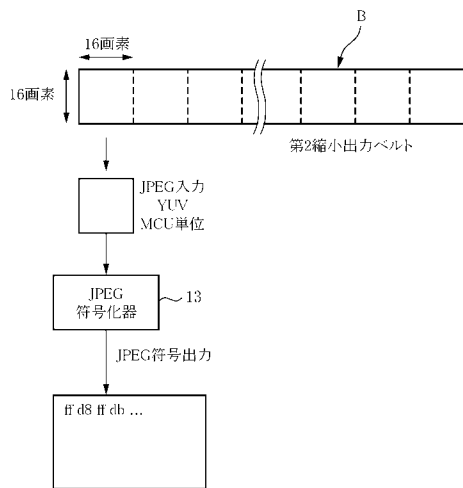 B
16画素
16画素
第2縮小出力ベルト
JPEG入力
YUV
MCU単位
JPEG
符号化器
13
JPEG符号出力
ff d8 ff db ...